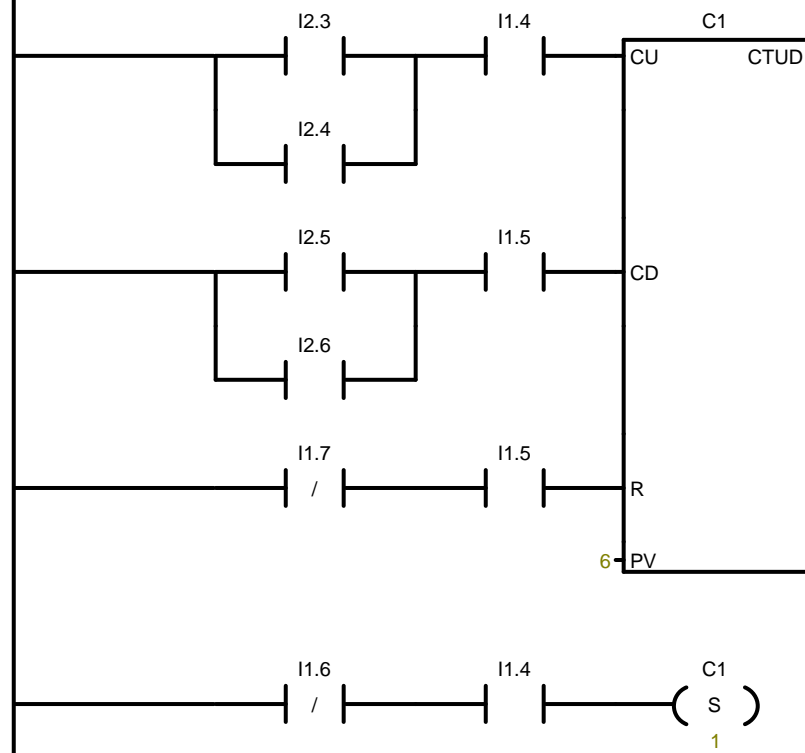 I2.3 I1.4 C1
CU CTUD
I2.4
I2.5 I1.5
CD
I2.6
I1.7 I1.5
/ R
6 PV
I1.6 I1.4 C1
/ S
1